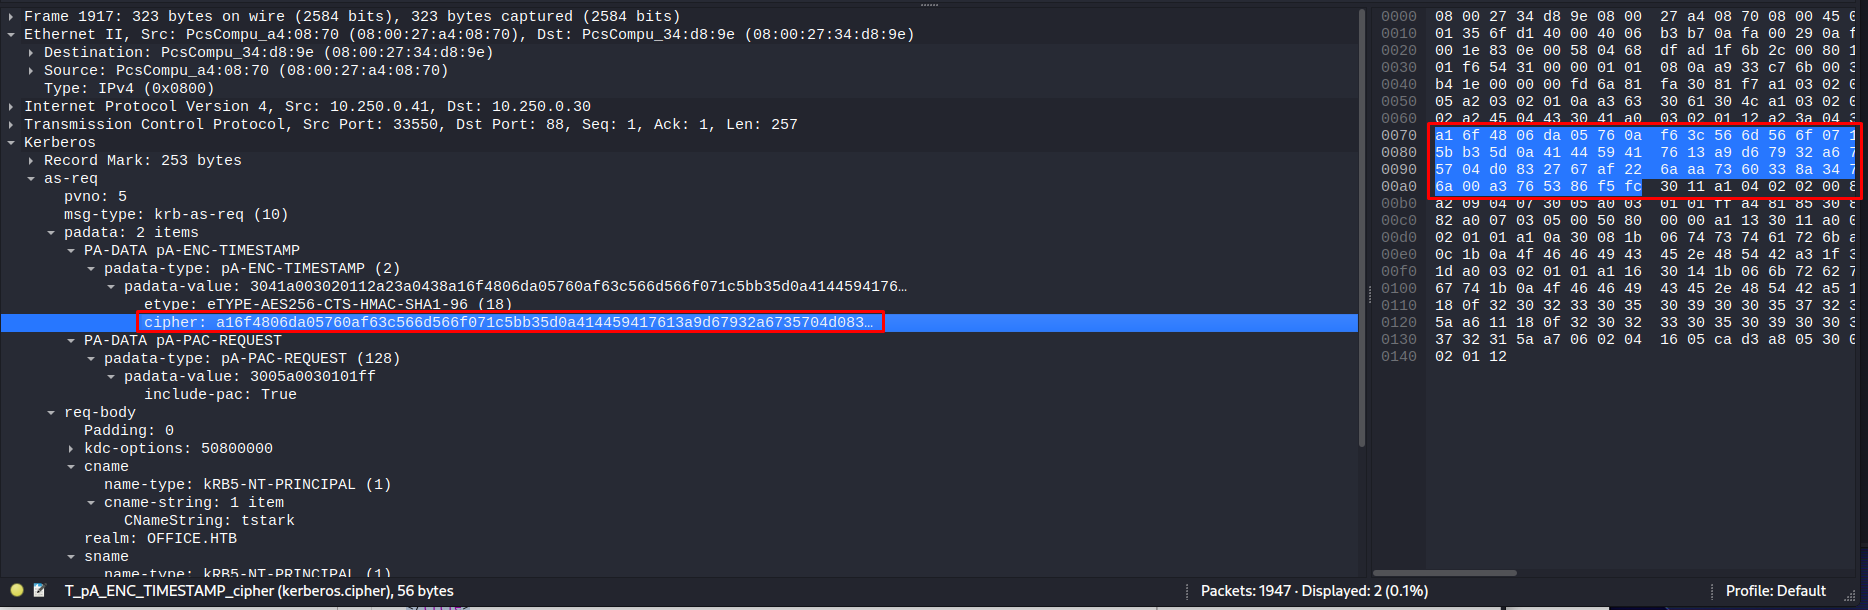 Frame 1917: 323 bytes on wire (2584 bits), 323 bytes captured (2584 bits)
Ethernet II, Src: PcsCompu_a4:08:70 (08:00:27:a4:08:70), Dst: PcsCompu_34:d8:9e (08:00:27:34:d8:9e)
Destination: PcsCompu_34:d8:9e (08:00:27:34:d8:9e)
Source: PcsCompu_a4:08:70 (08:00:27:a4:08:70)
Type: IPv4 (0x0800)
Internet Protocol Version 4, Src: 10.250.0.41, Dst: 10.250.0.30
Transmission Control Protocol, Src Port: 33550, Dst Port: 88, Seq: 1, Ack: 1, Len: 257
Kerberos
Record Mark: 253 bytes
as-req
pvno: 5
msg-type: krb-as-req (10)
padata: 2 items
PA-DATA pA-ENC-TIMESTAMP
padata-type: pA-ENC-TIMESTAMP (2)
padata-value: 3041a003020112a23a0438a16f4806da05760af63c566d566f071c5bb35d0a4144594176…
etype: eTYPE-AES256-CTS-HMAC-SHA1-96 (18)
cipher: a16f4806da05760af63c566d566f071c5bb35d0a414459417613a9d67932a6735704d083…
PA-DATA pA-PAC-REQUEST
padata-type: pA-PAC-REQUEST (128)
padata-value: 3005a0030101ff
include-pac: True
req-body
Padding: 0
kdc-options: 50800000
cname
name-type: kRB5-NT-PRINCIPAL (1)
cname-string: 1 item
CNameString: tstark
realm: OFFICE.HTB
sname
name-type: kRB5-NT-PRINCIPAL (1)
0000 08 00 27 34 d8 9e 08 00 27 a4 08 70 08 00 45 0
0010 01 35 6f d1 40 00 40 06 b3 b7 0a fa 00 29 0a f
0020 00 1e 83 0e 00 58 04 68 df ad 1f 6b 2c 00 80 1
0030 01 f6 54 31 00 00 01 01 08 0a a9 33 c7 6b 00 3
0040 b4 1e 00 00 00 fd 6a 81 fa 30 81 f7 a1 03 02 0
0050 05 a2 03 02 01 0a a3 63 30 61 30 4c a1 03 02 0
0060 02 a2 45 04 43 30 41 a0 03 02 01 12 a2 3a 04 3
0070 a1 6f 48 06 da 05 76 0a f6 3c 56 6d 56 6f 07 1
0080 5b b3 5d 0a 41 44 59 41 76 13 a9 d6 79 32 a6 7
0090 57 04 d0 83 27 67 af 22 6a aa 73 60 33 8a 34 7
00a0 6a 00 a3 76 53 86 f5 fc 30 11 a1 04 02 02 00 8
00b0 a2 09 04 07 30 05 a0 03 01 01 ff a4 81 85 30 8
00c0 82 a0 07 03 05 00 50 80 00 00 a1 13 30 11 a0 0
00d0 02 01 01 a1 0a 30 08 1b 06 74 73 74 61 72 6b a
00e0 0c 1b 0a 4f 46 46 49 43 45 2e 48 54 42 a3 1f 3
00f0 1d a0 03 02 01 01 a1 16 30 14 1b 06 6b 72 62 7
0100 67 74 1b 0a 4f 46 46 49 43 45 2e 48 54 42 a5 1
0110 18 0f 32 30 32 33 30 35 30 39 30 30 35 37 32 3
0120 5a a6 11 18 0f 32 30 32 33 30 35 30 39 30 30 3
0130 37 32 31 5a a7 06 02 04 16 05 ca d3 a8 05 30 0
0140 02 01 12
T_pA_ENC_TIMESTAMP_cipher (kerberos.cipher), 56 bytes
Packets: 1947 · Displayed: 2 (0.1%)
Profile: Default